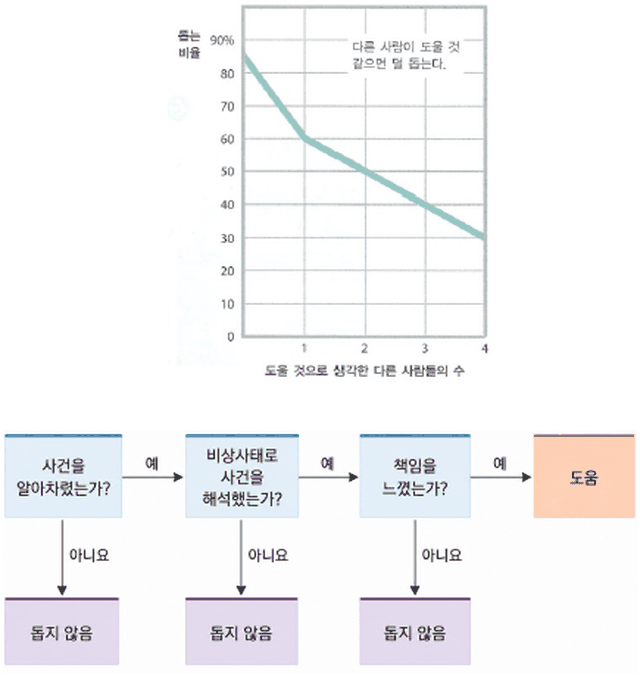 돕는
비율
90%
80
70
60
50
40
30
20
10
0
다른 사람이 도울 것
같으면 덜 돕는다.
1 2 3 4
도울 것으로 생각한 다른 사람들의 수
사건을
알아차렸는가?
예
비상사태로
사건을
해석했는가?
예
책임을
느꼈는가?
예
도움
아니요
아니요
아니요
돕지 않음
돕지 않음
돕지 않음